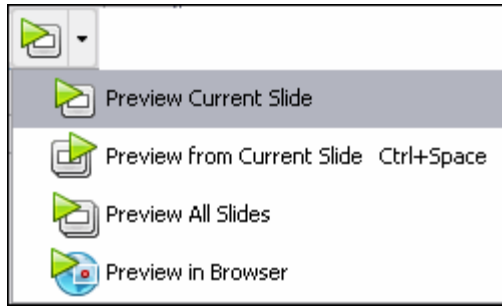 Preview Current Slide
Preview from Current Slide Ctrl+Space
Preview All Slides
Preview in Browser